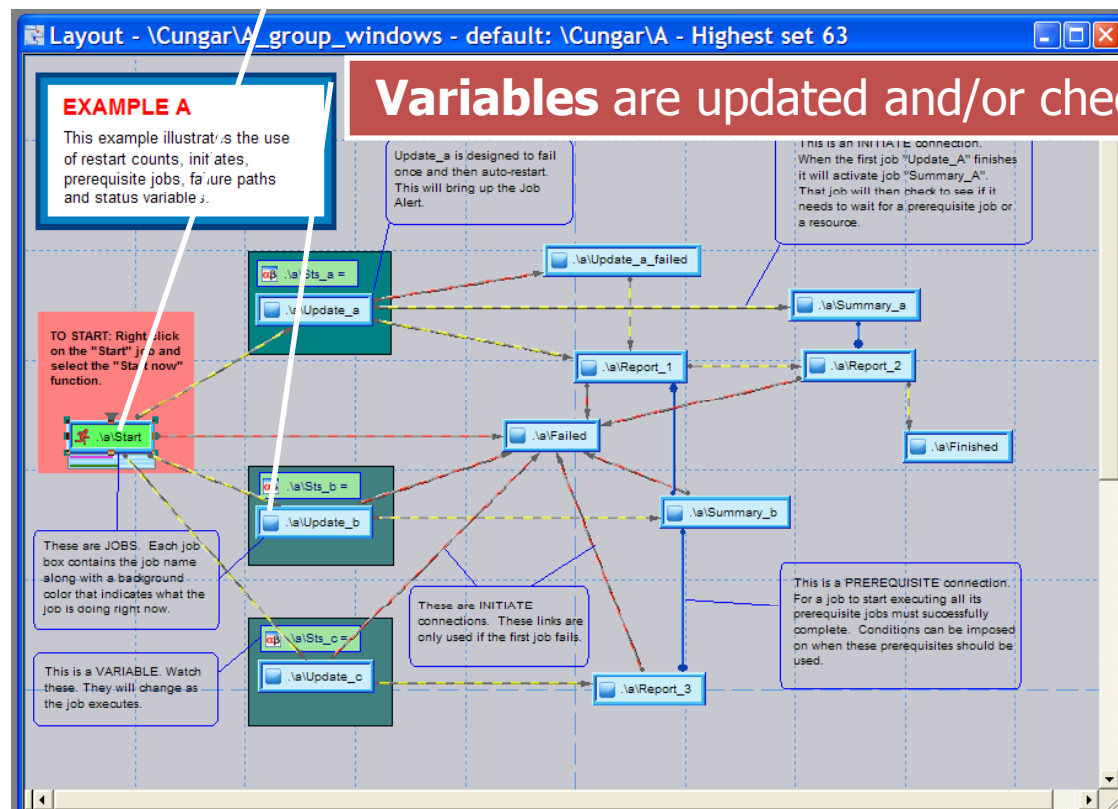 Layout - \Cungar\A_group_windows - default: \Cungar\A - Highest set 63
Variables are updated and/or
EXAMPLE A
This example illustrates the use
of restart counts, initiates,
prerequisite jobs, failure paths
and status variables.
Update_a is designed to fail
once and then auto-restart.
This will bring up the Job
Alert.
This is an INITIATE connection.
When the first job "Update_A" finishes
it will activate job "Summary_A".
That job will then check to see if it
needs to wait for a prerequisite job or
a resource.
.\a\Sts_a =
.\a\Update_a
.\a\Update_a_failed
.\a\Summary_a
TO START: Right click
on the "Start" job and
select the "Start now"
function.
.\a\Report_1
.\a\Report_2
.\a\Start
.\a\Failed
.\a\Finished
.\a\Sts_b =
.\a\Update_b
.\a\Summary_b
These are JOBS. Each job
box contains the job name
along with a background
color that indicates what the
job is doing right now.
These are INITIATE
connections. These links are
only used if the first job fails.
This is a PREREQUISITE connection.
For a job to start executing all its
prerequisite jobs must successfully
complete. Conditions can be imposed
on when these prerequisites should be
used.
.\a\Sts_c =
.\a\Update_c
.\a\Report_3
This is a VARIABLE. Watch
these. They will change as
the job executes.